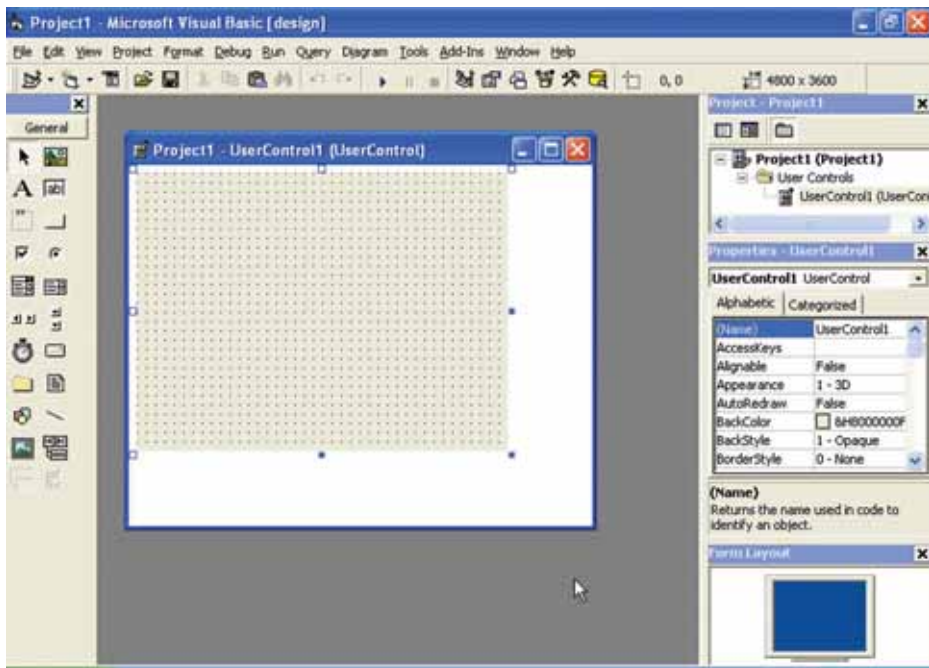 Project1 - Microsoft Visual Basic [design]
File Edit View Project Format Debug Run Query Diagram Tools Add-Ins Window Help
0, 0 4800 x 3600
General
A
abl
Project1 - UserControl1 (UserControl)
Project - Project1
Project1 (Project1)
User Controls
UserControl1 (UserCon
Properties - UserControl1
UserControl1 UserControl
Alphabetic Categorized
(Name) UserControl1
AccessKeys
Alignable False
Appearance 1 - 3D
AutoRedraw False
BackColor &H8000000F
BackStyle 1 - Opaque
BorderStyle 0 - None
(Name)
Returns the name used in code to
identify an object.
Form Layout